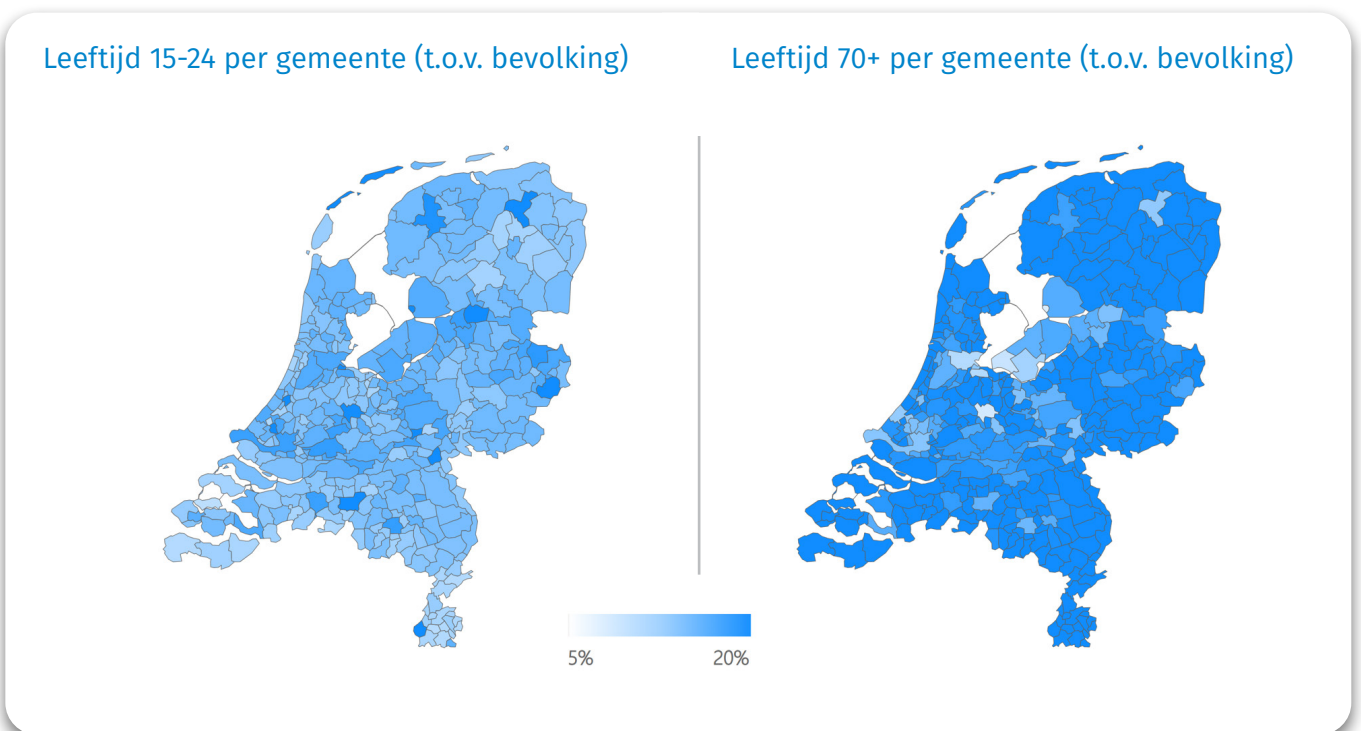 Leeftijd 15-24 per gemeente (t.o.v. bevolking)
Leeftijd 70+ per gemeente (t.o.v. bevolking)
5%
20%